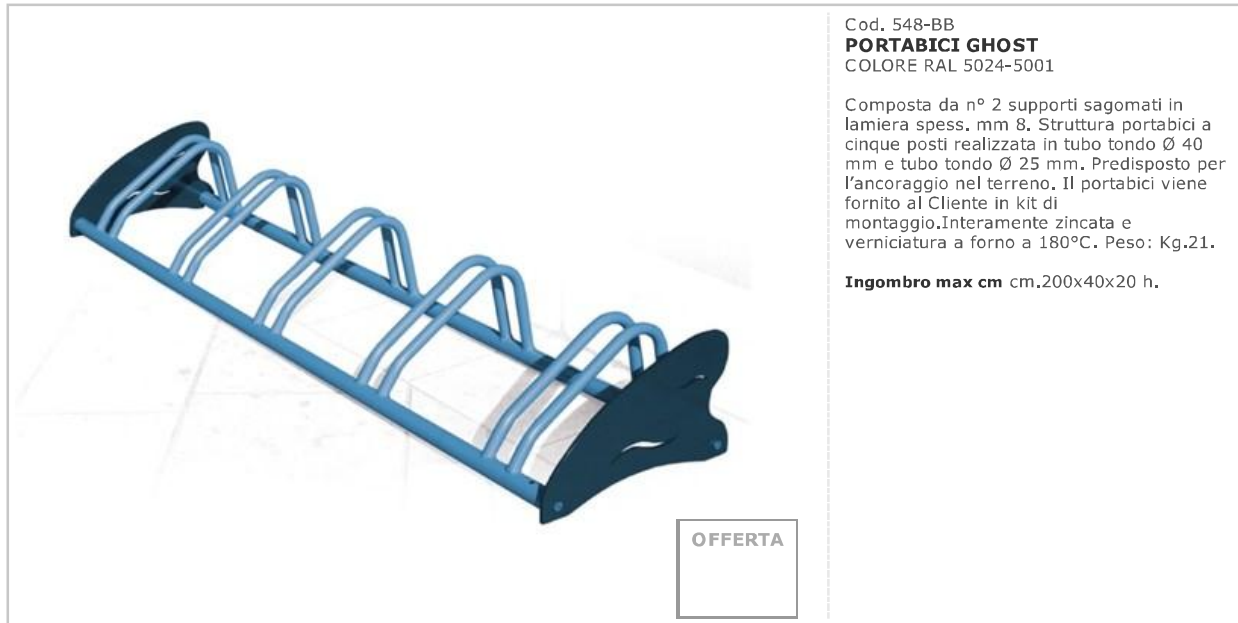 Cod. 548-BB
PORTABICI GHOST
COLORE RAL 5024-5001
Composta da n° 2 supporti sagomati in
lamiera spess. mm 8. Struttura portabici a
cinque posti realizzata in tubo tondo Ø 40
mm e tubo tondo Ø 25 mm. Predisposto per
l'ancoraggio nel terreno. Il portabici viene
fornito al Cliente in kit di
montaggio.Interamente zincata e
verniciatura a forno a 180°C. Peso: Kg.21.
Ingombro max cm cm.200x40x20 h.
OFFERTA